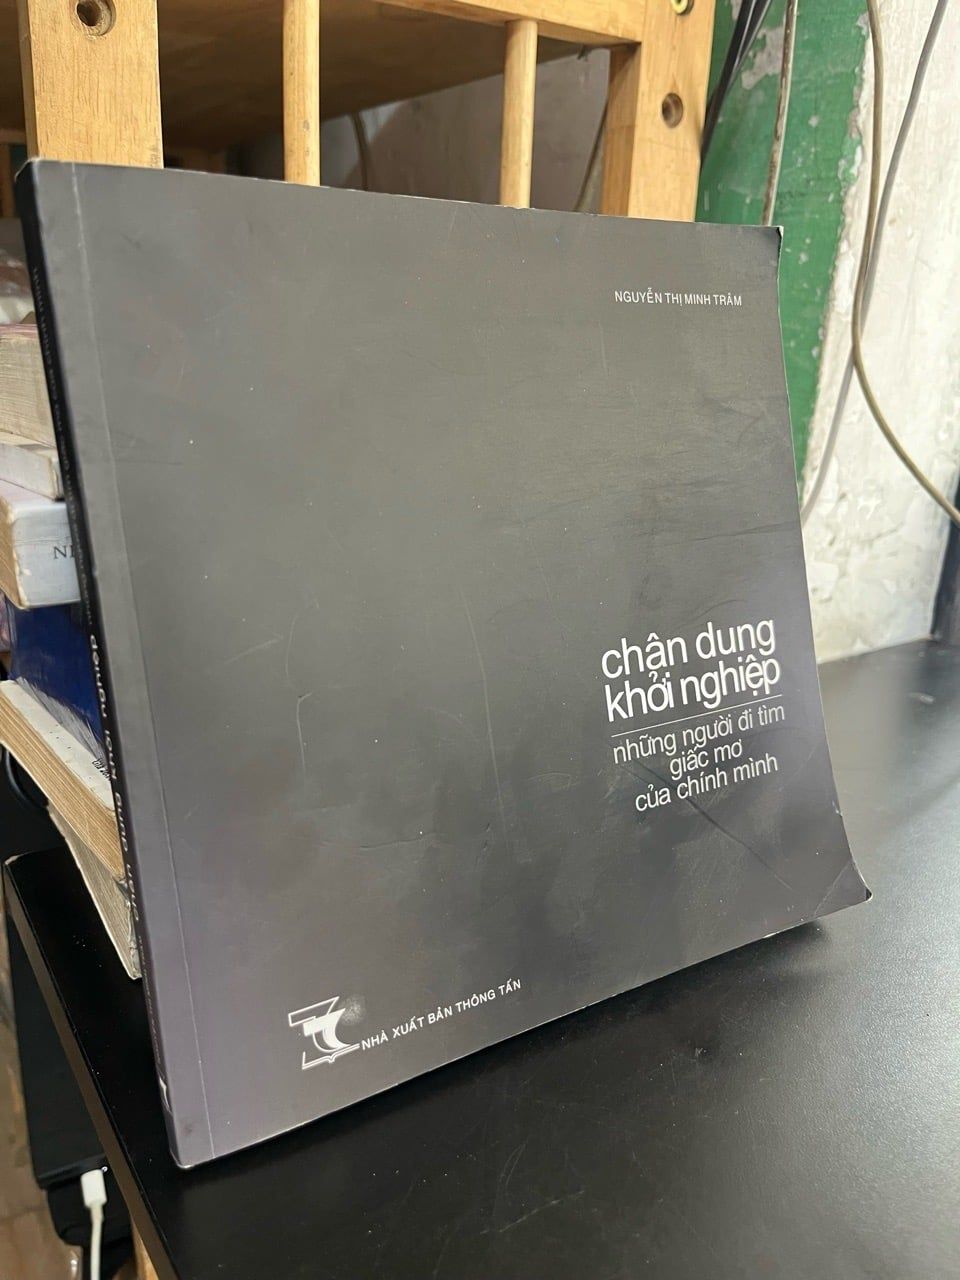 NGUYỄN THỊ MINH TRÂM
chân dung
khởi nghiệp
những người đi tìm
giấc mơ
của chính mình
NHÀ XUẤT BẢN THÔNG TẤN